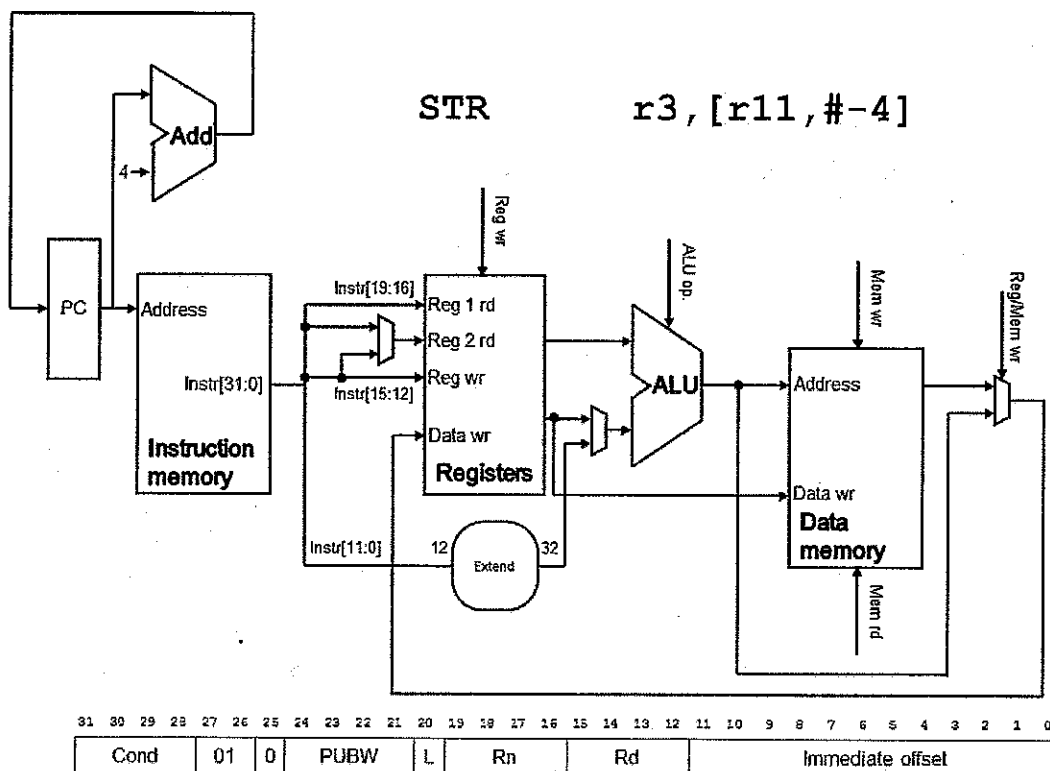 STR r3,[r11,#-4]
Add
4
Reg wr
ALU op.
Mem wr
Reg/Mem wr
PC
Address
Instr[31:0]
Instruction
memory
Instr[19:16]
Instr[15:12]
Reg 1 rd
Reg 2 rd
Reg wr
Data wr
Registers
ALU
Address
Data wr
Data
memory
Instr[11:0]
12
Extend
32
Mem rd
31 30 29 28 27 26 25 24 23 22 21 20 19 18 17 16 15 14 13 12 11 10 9 8 7 6 5 4 3 2 1 0
Cond 01 0 PUBW L Rn Rd Immediate offset